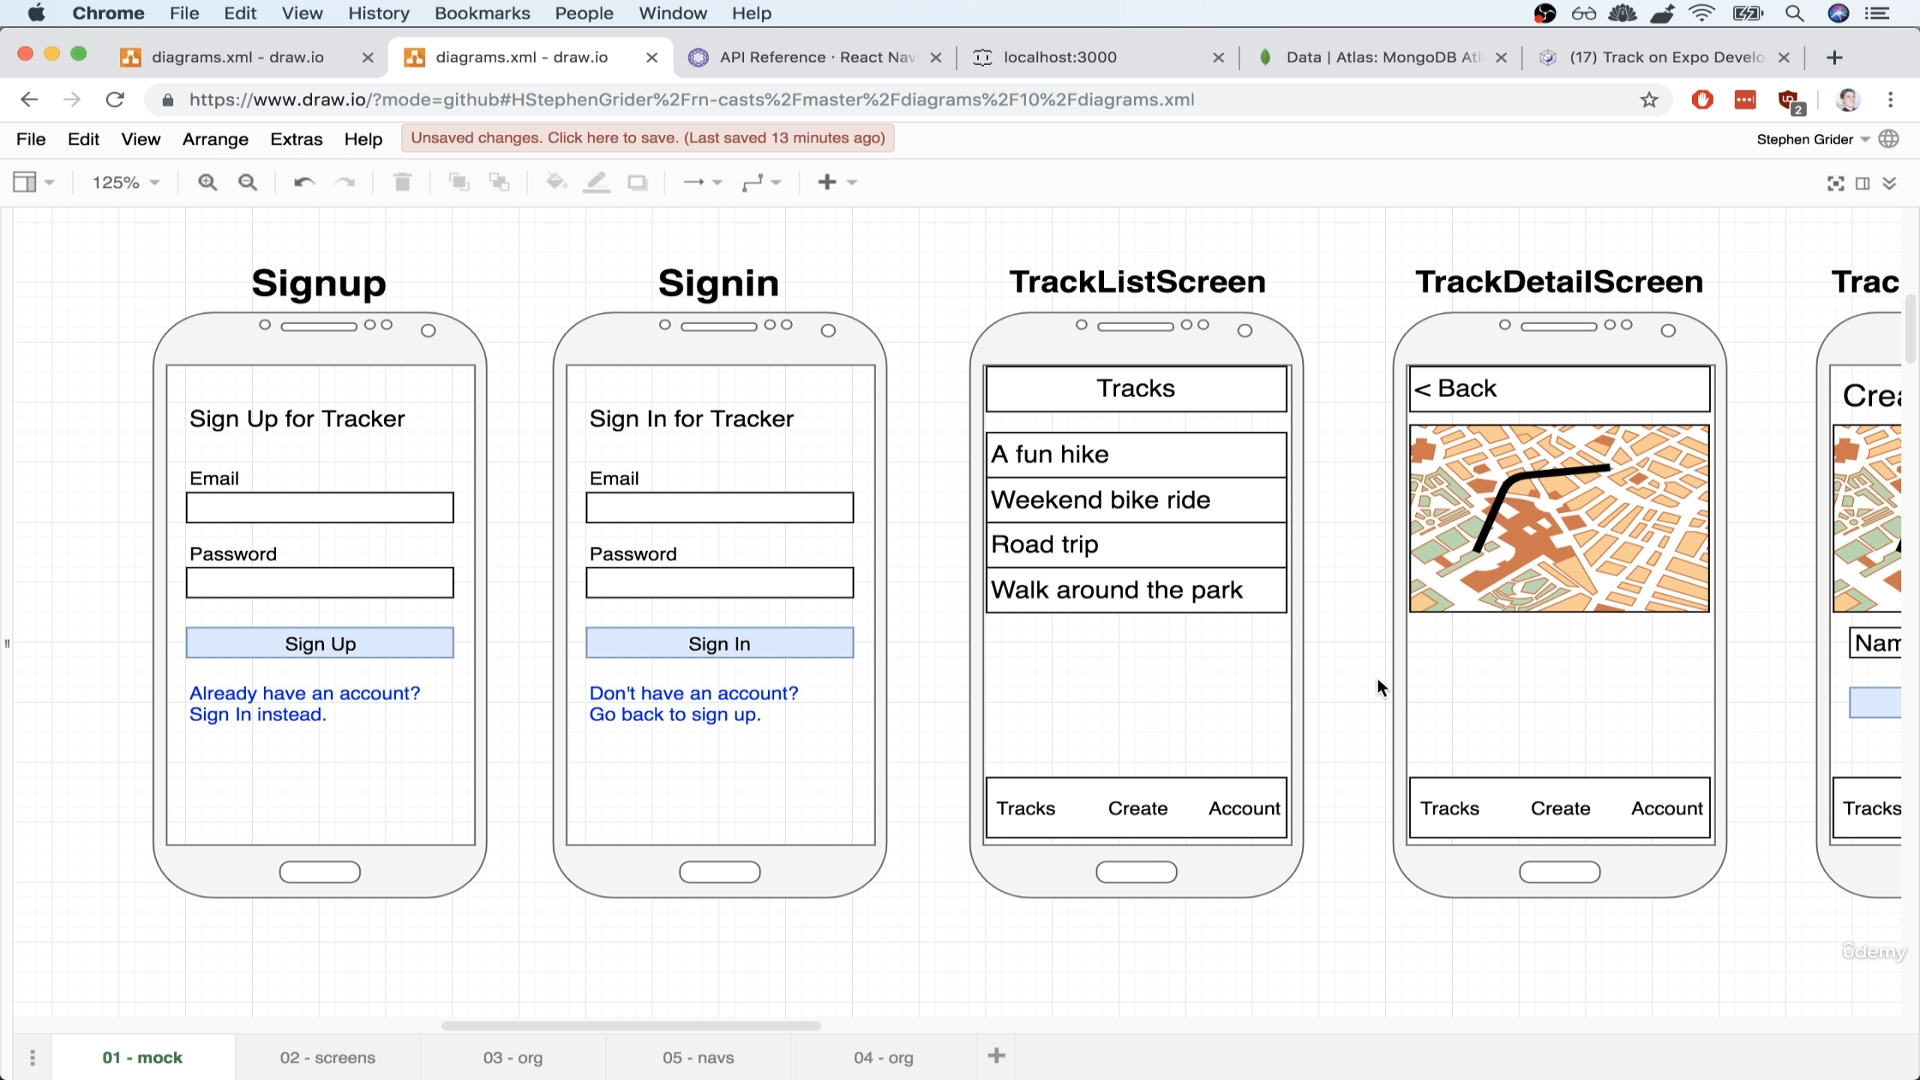 Chrome File Edit View History Bookmarks People Window Help
diagrams.xml - draw.io diagrams.xml - draw.io API Reference · React Nav localhost:3000 Data | Atlas: MongoDB Atl (17) Track on Expo Develo
https://www.draw.io/?mode=github#HStephenGrider%2Frn-casts%2Fmaster%2Fdiagrams%2F10%2Fdiagrams.xml
2
File Edit View Arrange Extras Help Unsaved changes. Click here to save. (Last saved 13 minutes ago) Stephen Grider
125%
Signup
Sign Up for Tracker
Email
Password
Sign Up
Already have an account?
Sign In instead.
Signin
Sign In for Tracker
Email
Password
Sign In
Don't have an account?
Go back to sign up.
TrackListScreen
Tracks
A fun hike
Weekend bike ride
Road trip
Walk around the park
Tracks Create Account
TrackDetailScreen
< Back
Tracks Create Account
Trac
Crea
Nam
Tracks
ûdemy
01 - mock 02 - screens 03 - org 05 - navs 04 - org